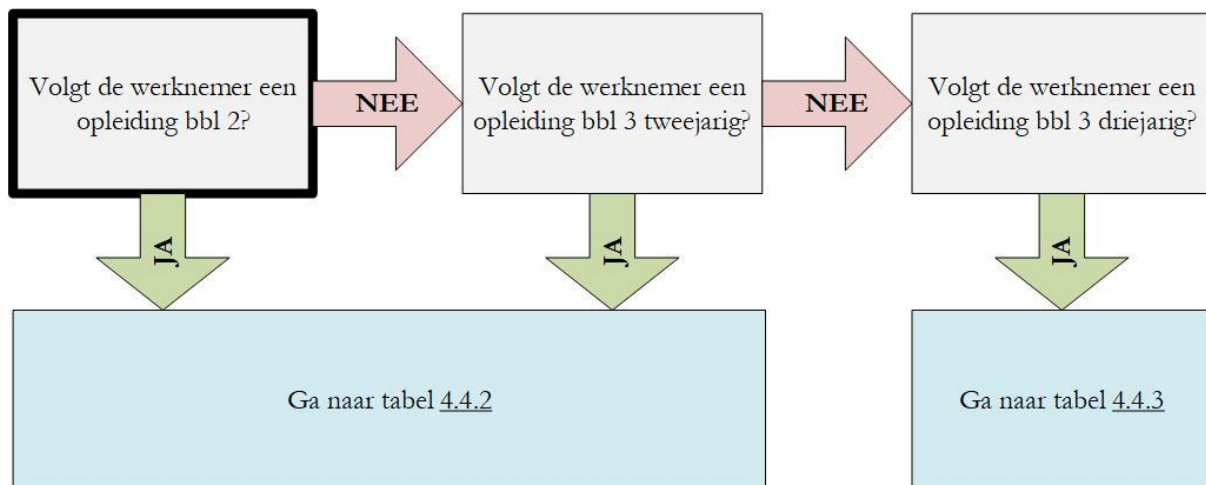 Volgt de werknemer een
opleiding bbl 2?
NEE
Volgt de werknemer een
opleiding bbl 3 tweejarig?
NEE
Volgt de werknemer een
opleiding bbl 3 driejarig?
JA
JA
JA
Ga naar tabel 4.4.2
Ga naar tabel 4.4.3